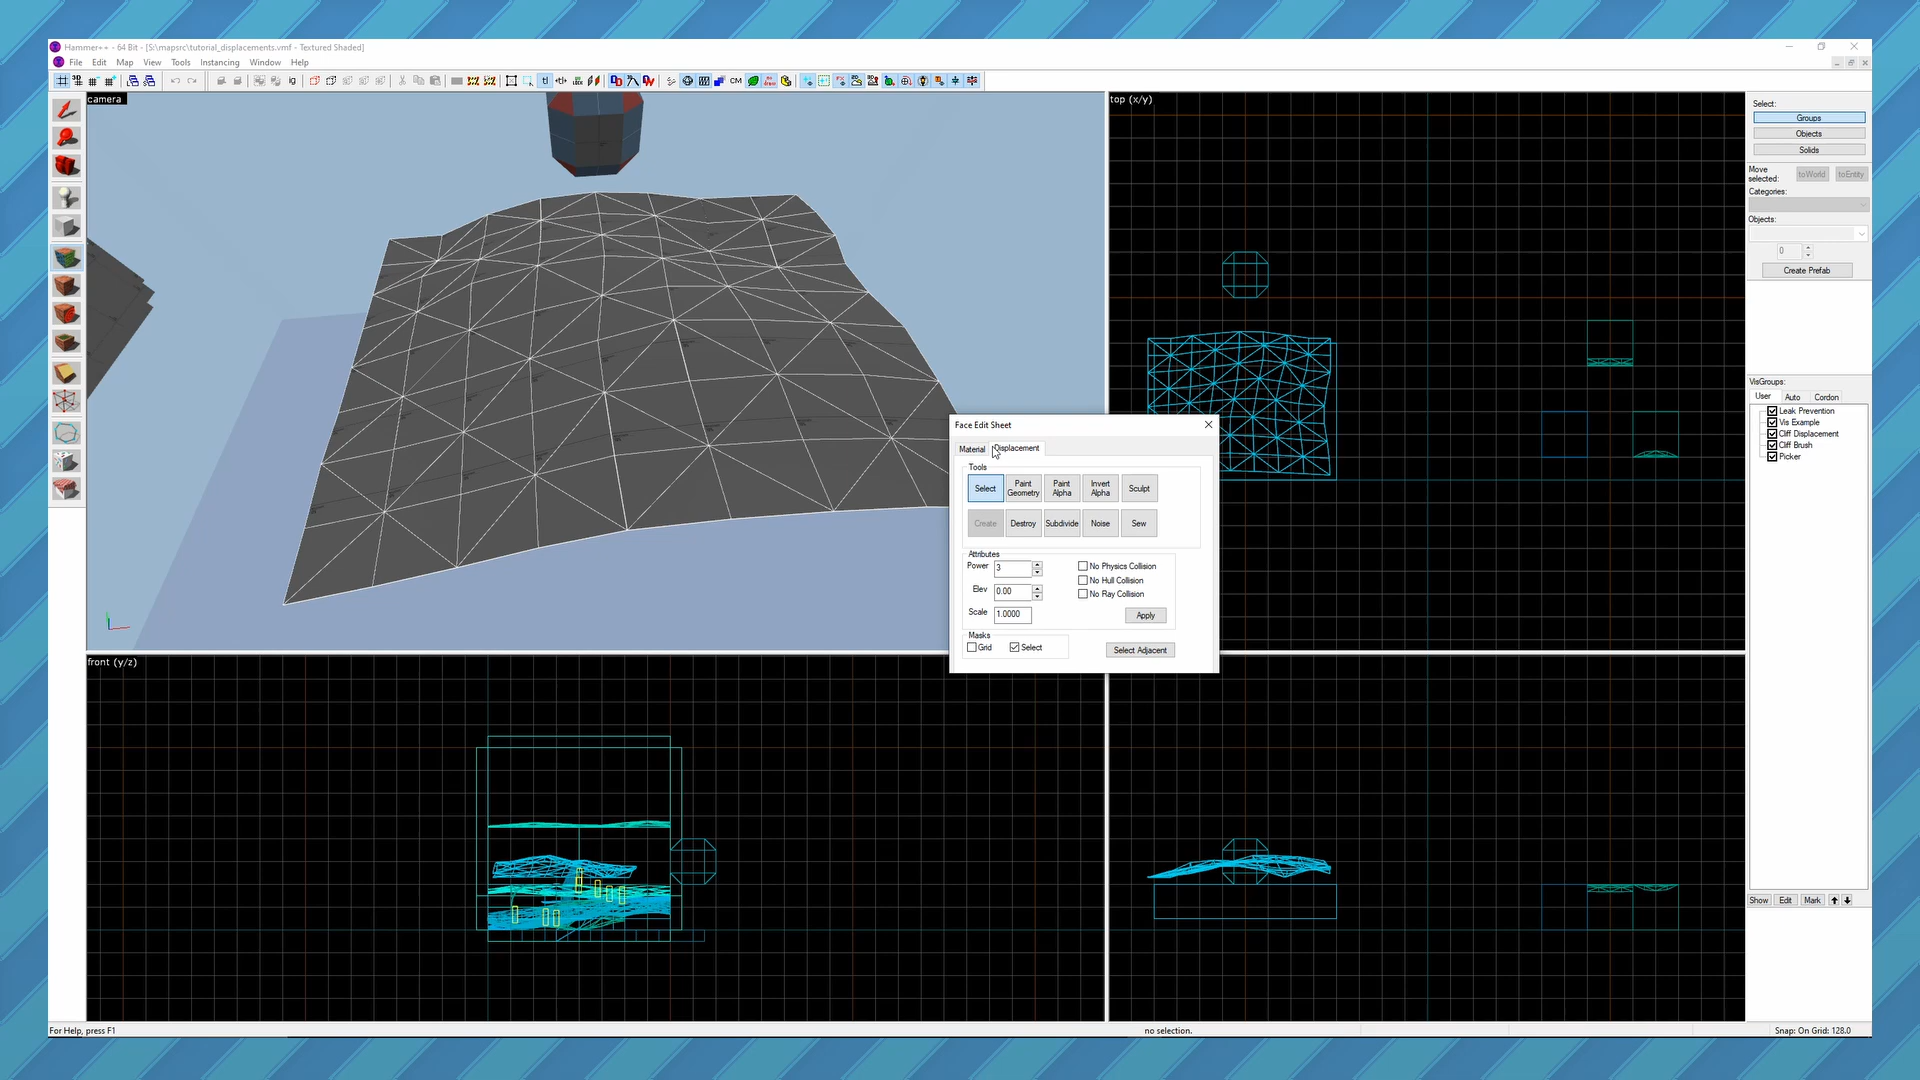 Hammer++ - 64 Bit - [S:\mapsrc\tutorial_displacements.vmf - Textured Shaded]
File Edit Map View Tools Instancing Window Help
3D
ig
tl
CM
camera
top (x/y)
front (y/z)
Select:
Groups
Objects
Solids
Move selected:
toWorld
toEntity
Categories:
Objects:
0
Create Prefab
VisGroups:
User Auto Cordon
Leak Prevention
Vis Example
Cliff Displacement
Cliff Brush
Picker
Show Edit Mark
Face Edit Sheet
Material Displacement
Tools
Select
Paint Geometry
Paint Alpha
Invert Alpha
Sculpt
Create
Destroy
Subdivide
Noise
Sew
Attributes
Power 3
Elev 0.00
Scale 1.0000
No Physics Collision
No Hull Collision
No Ray Collision
Apply
Masks
Grid
Select
Select Adjacent
For Help, press F1
no selection.
Snap: On Grid: 128.0